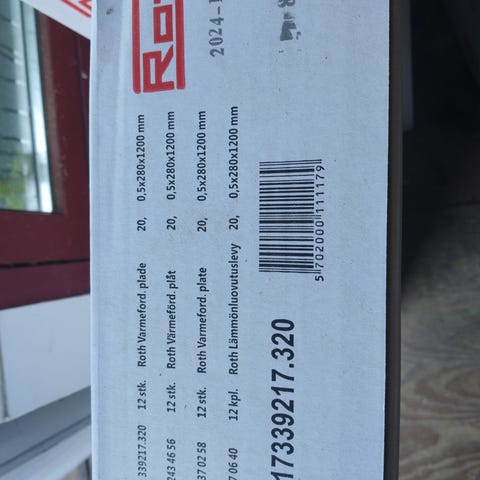 Ro
2024-
339217.320 12 stk. Roth Varmeford. plade 20, 0,5x280x1200 mm
243 46 56 12 stk. Roth Värmeförd. plåt 20, 0,5x280x1200 mm
37 02 58 12 stk. Roth Varmeford. plate 20, 0,5x280x1200 mm
7 06 40 12 kpl. Roth Lämmönluovutuslevy 20, 0,5x280x1200 mm
5 702000 111179
17339217.320